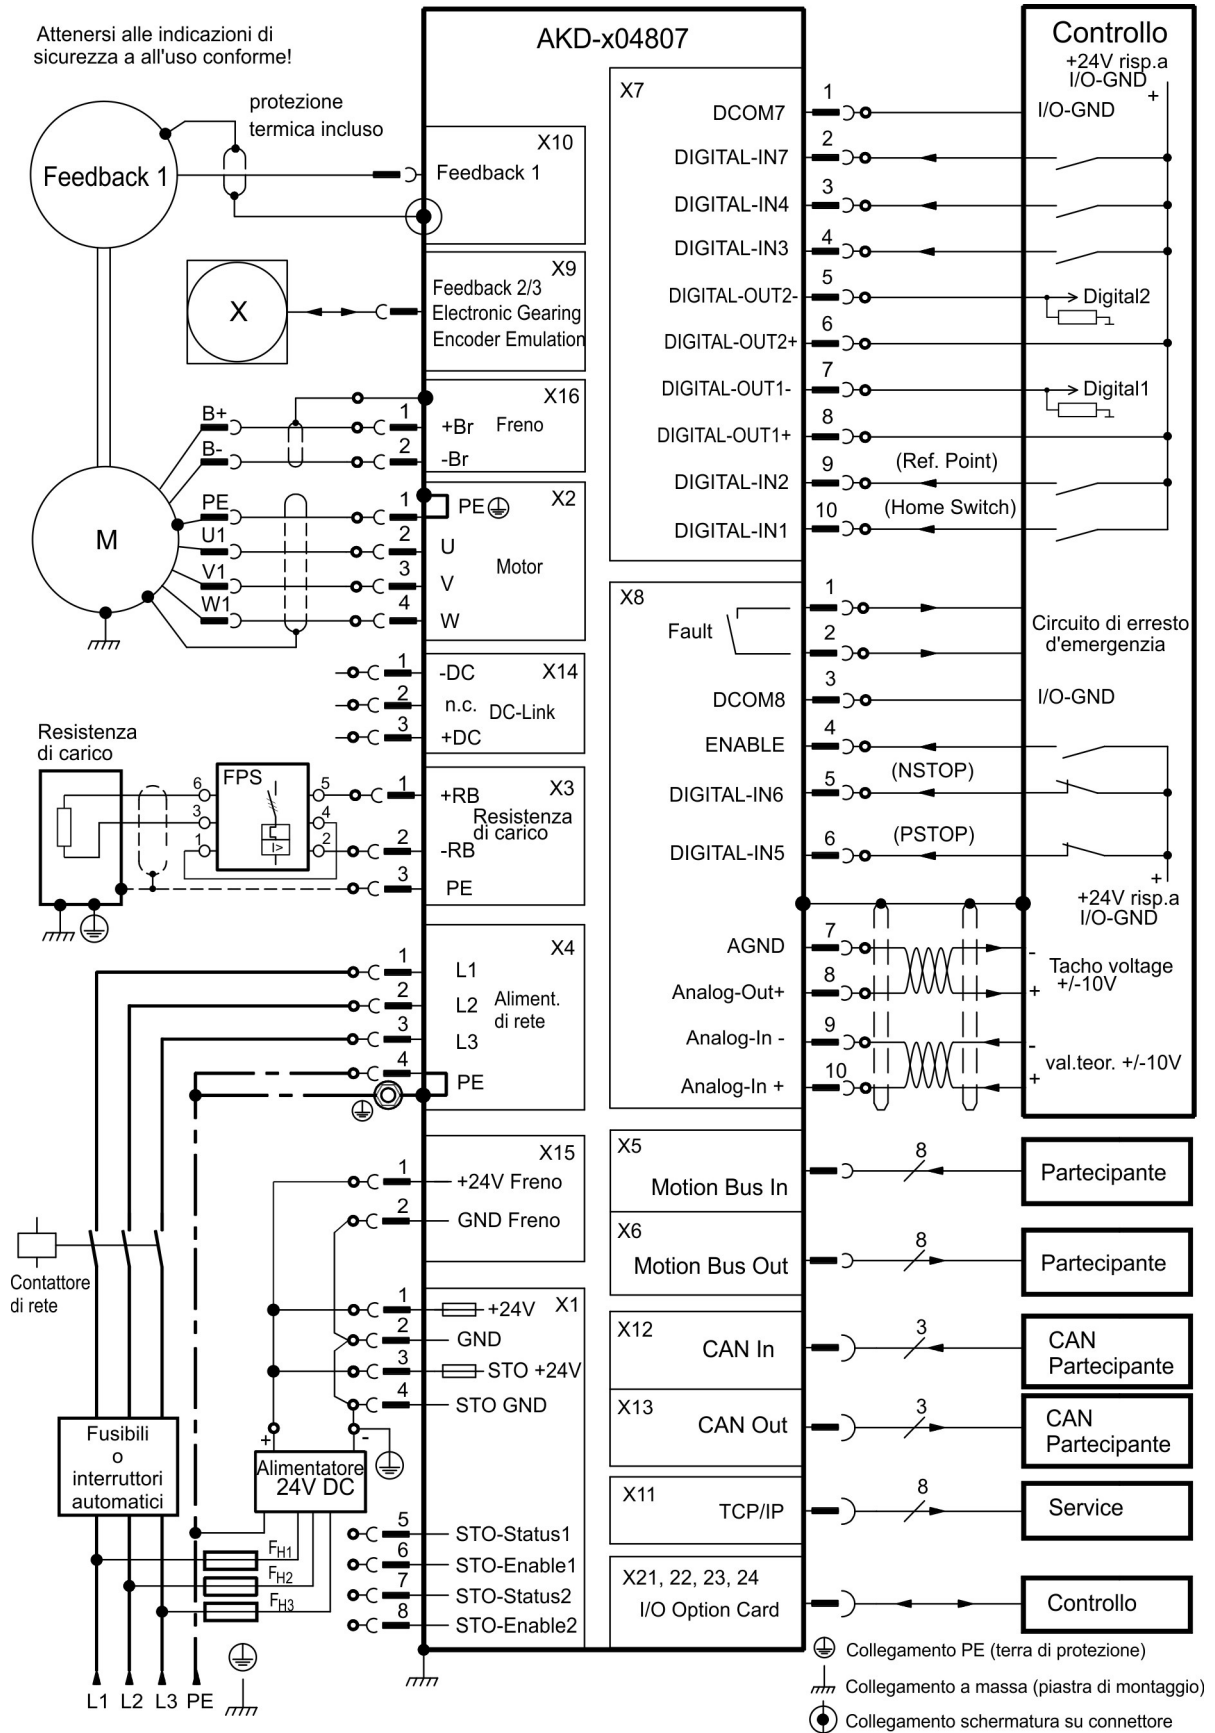 Attenersi alle indicazioni di
sicurezza a all'uso conforme!
AKD-x04807
Controllo
+24V risp.a
I/O-GND
+
protezione
termica incluso
Feedback 1
X10
Feedback 1
X
X9
Feedback 2/3
Electronic Gearing
Encoder Emulation
B+
B-
1
2
X16
+Br
Freno
-Br
M
PE
U1
V1
W1
1
2
3
4
X2
PE
U
V
W
Motor
1
2
3
X14
-DC
n.c.
DC-Link
+DC
Resistenza
di carico
FPS
6
3
1
5
4
2
I>
1
2
3
X3
+RB
Resistenza
di carico
-RB
PE
1
2
3
4
X4
L1
L2
L3
Aliment.
di rete
PE
1
2
X15
+24V Freno
GND Freno
Contattore
di rete
1
2
3
4
X1
+24V
GND
STO +24V
STO GND
Fusibili
o
interruttori
automatici
+
-
Alimentatore
24V DC
5
6
7
8
STO-Status1
STO-Enable1
STO-Status2
STO-Enable2
FH1
FH2
FH3
L1 L2 L3 PE
X7
DCOM7
1
I/O-GND
DIGITAL-IN7
2
DIGITAL-IN4
3
DIGITAL-IN3
4
DIGITAL-OUT2-
5
Digital2
DIGITAL-OUT2+
6
DIGITAL-OUT1-
7
Digital1
DIGITAL-OUT1+
8
DIGITAL-IN2
9
(Ref. Point)
DIGITAL-IN1
10
(Home Switch)
X8
Fault
1
2
Circuito di erresto
d'emergenzia
DCOM8
3
I/O-GND
ENABLE
4
DIGITAL-IN6
5
(NSTOP)
DIGITAL-IN5
6
(PSTOP)
+
+24V risp.a
I/O-GND
AGND
7
-
Tacho voltage
+/-10V
Analog-Out+
8
+
Analog-In -
9
-
val.teor. +/-10V
Analog-In +
10
+
X5
Motion Bus In
8
Partecipante
X6
Motion Bus Out
8
Partecipante
X12
CAN In
3
CAN
Partecipante
X13
CAN Out
3
CAN
Partecipante
X11
TCP/IP
8
Service
X21, 22, 23, 24
I/O Option Card
Controllo
Collegamento PE (terra di protezione)
Collegamento a massa (piastra di montaggio)
Collegamento schermatura su connettore